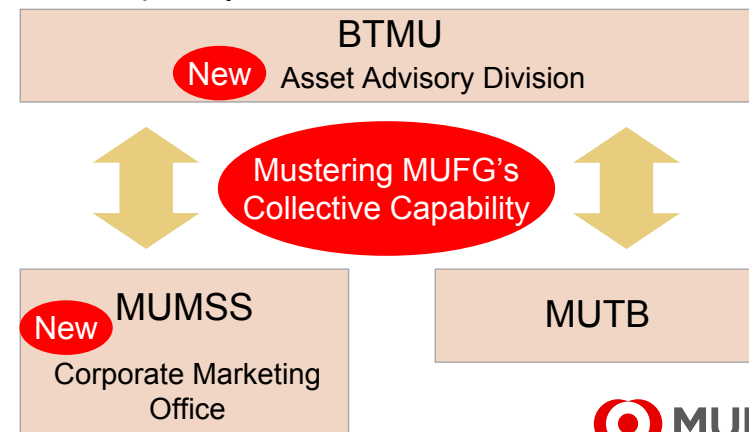 BTMU
New Asset Advisory Division
Mustering MUFG's
Collective Capability
MUMSS
New
Corporate Marketing
Office
MUTB